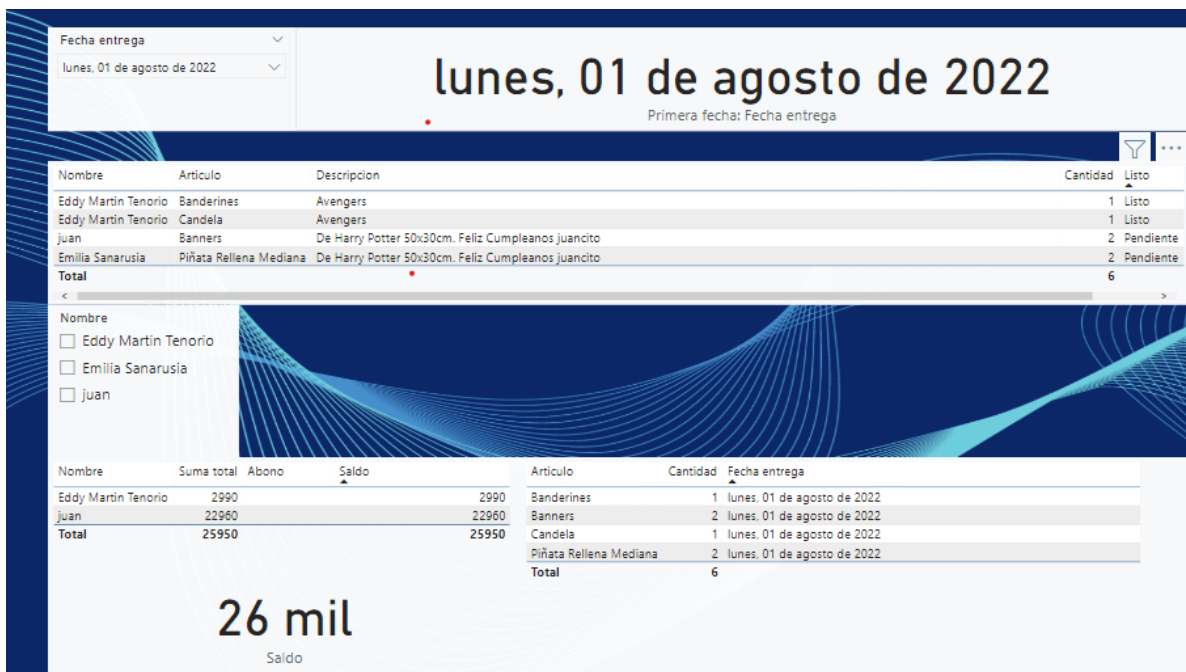 Fecha entrega
lunes, 01 de agosto de 2022
lunes, 01 de agosto de 2022
Primera fecha: Fecha entrega
Nombre Articulo Descripcion Cantidad Listo
Eddy Martin Tenorio Banderines Avengers 1 Listo
Eddy Martin Tenorio Candela Avengers 1 Listo
juan Banners De Harry Potter 50x30cm. Feliz Cumpleanos juancito 2 Pendiente
Emilia Sanarusia Piñata Rellena Mediana De Harry Potter 50x30cm. Feliz Cumpleanos juancito 2 Pendiente
Total 6
Nombre
Eddy Martin Tenorio
Emilia Sanarusia
juan
Nombre Suma total Abono Saldo
Eddy Martin Tenorio 2990 2990
juan 22960 22960
Total 25950 25950
Articulo Cantidad Fecha entrega
Banderines 1 lunes, 01 de agosto de 2022
Banners 2 lunes, 01 de agosto de 2022
Candela 1 lunes, 01 de agosto de 2022
Piñata Rellena Mediana 2 lunes, 01 de agosto de 2022
Total 6
26 mil
Saldo